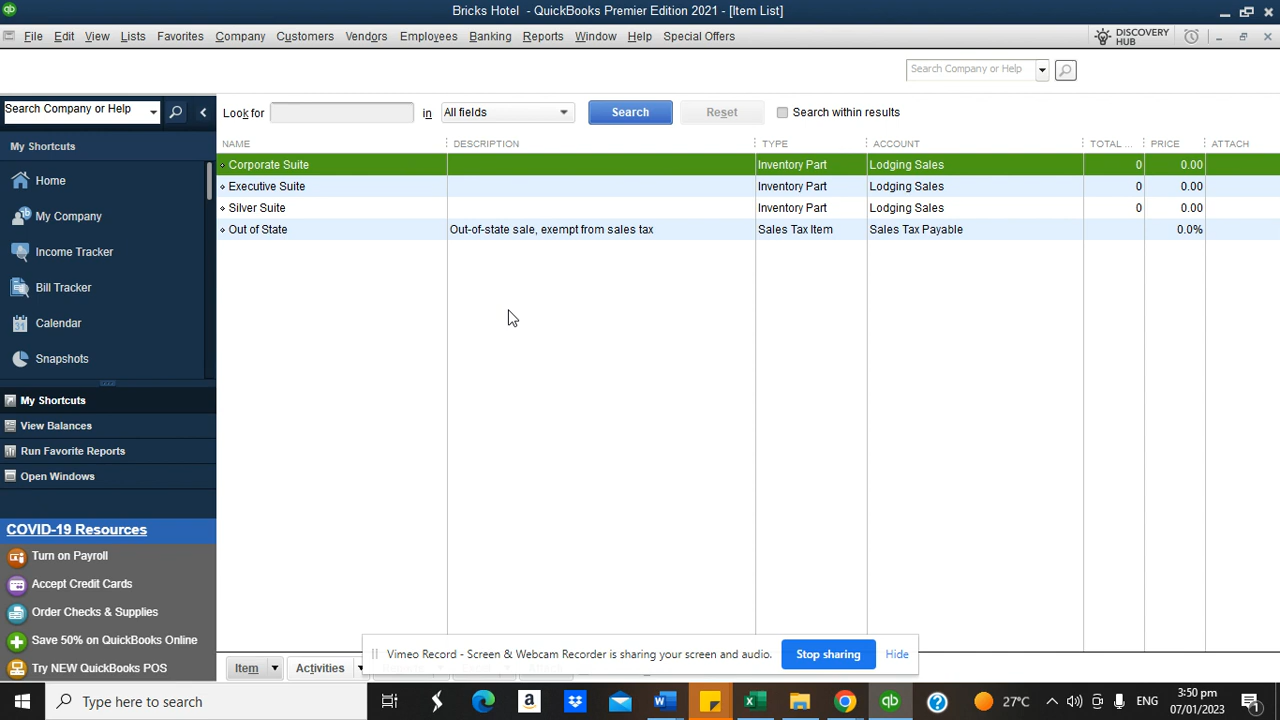 Bricks Hotel - QuickBooks Premier Edition 2021 - [Item List]
File Edit View Lists Favorites Company Customers Vendors Employees Banking Reports Window Help Special Offers
DISCOVERY
HUB
Search Company or Help
Search Company or Help
Look for in All fields Search Reset Search within results
My Shortcuts
NAME DESCRIPTION TYPE ACCOUNT TOTAL ... PRICE ATTACH
Corporate Suite Inventory Part Lodging Sales 0 0.00
Executive Suite Inventory Part Lodging Sales 0 0.00
Silver Suite Inventory Part Lodging Sales 0 0.00
Out of State Out-of-state sale, exempt from sales tax Sales Tax Item Sales Tax Payable 0.0%
Home
My Company
Income Tracker
Bill Tracker
Calendar
31
Snapshots
My Shortcuts
View Balances
Run Favorite Reports
Open Windows
COVID-19 Resources
Turn on Payroll
Accept Credit Cards
Order Checks & Supplies
Save 50% on QuickBooks Online
Try NEW QuickBooks POS
Vimeo Record - Screen & Webcam Recorder is sharing your screen and audio. Stop sharing Hide
Item Activities
Type here to search
27°C ENG
3:50 pm
07/01/2023